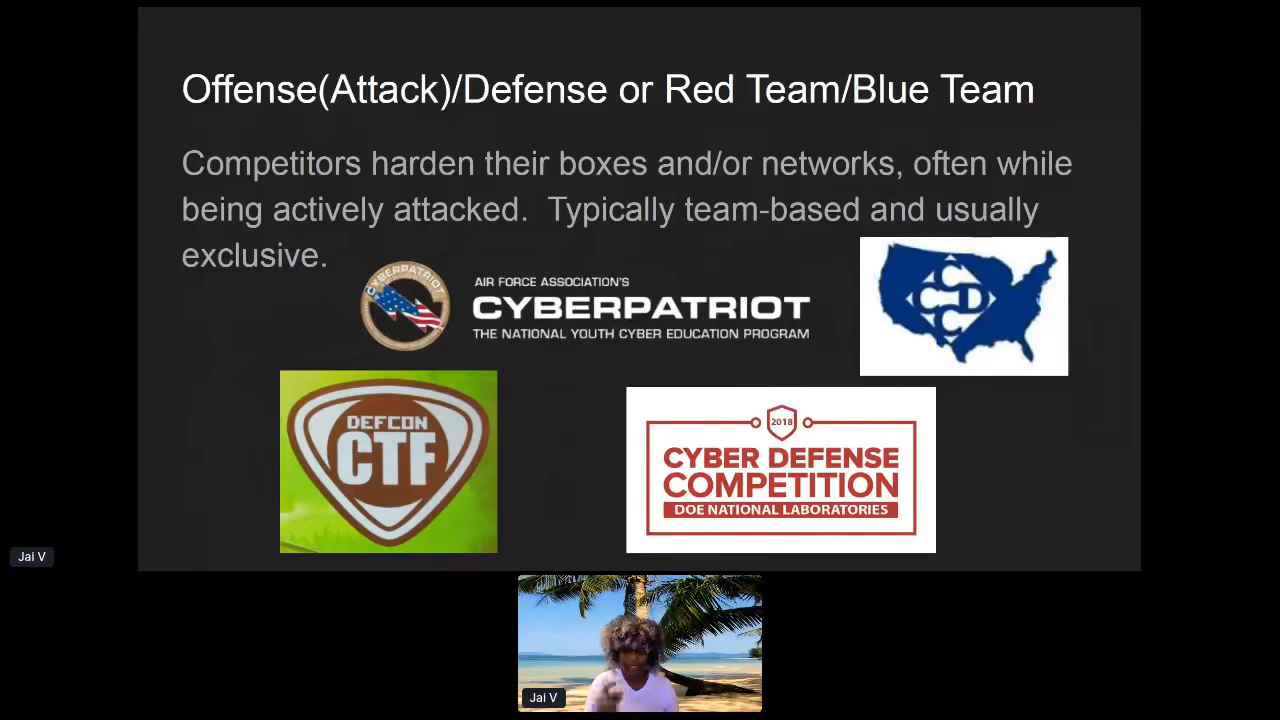 Offense(Attack)/Defense or Red Team/Blue Team
Competitors harden their boxes and/or networks, often while
being actively attacked.  Typically team-based and usually
exclusive.
CYBERPATRIOT
AIR FORCE ASSOCIATION'S
CYBERPATRIOT
THE NATIONAL YOUTH CYBER EDUCATION PROGRAM
C
C D
C
DEFCON
CTF
2018
CYBER DEFENSE
COMPETITION
DOE NATIONAL LABORATORIES
Jai V
Jai V